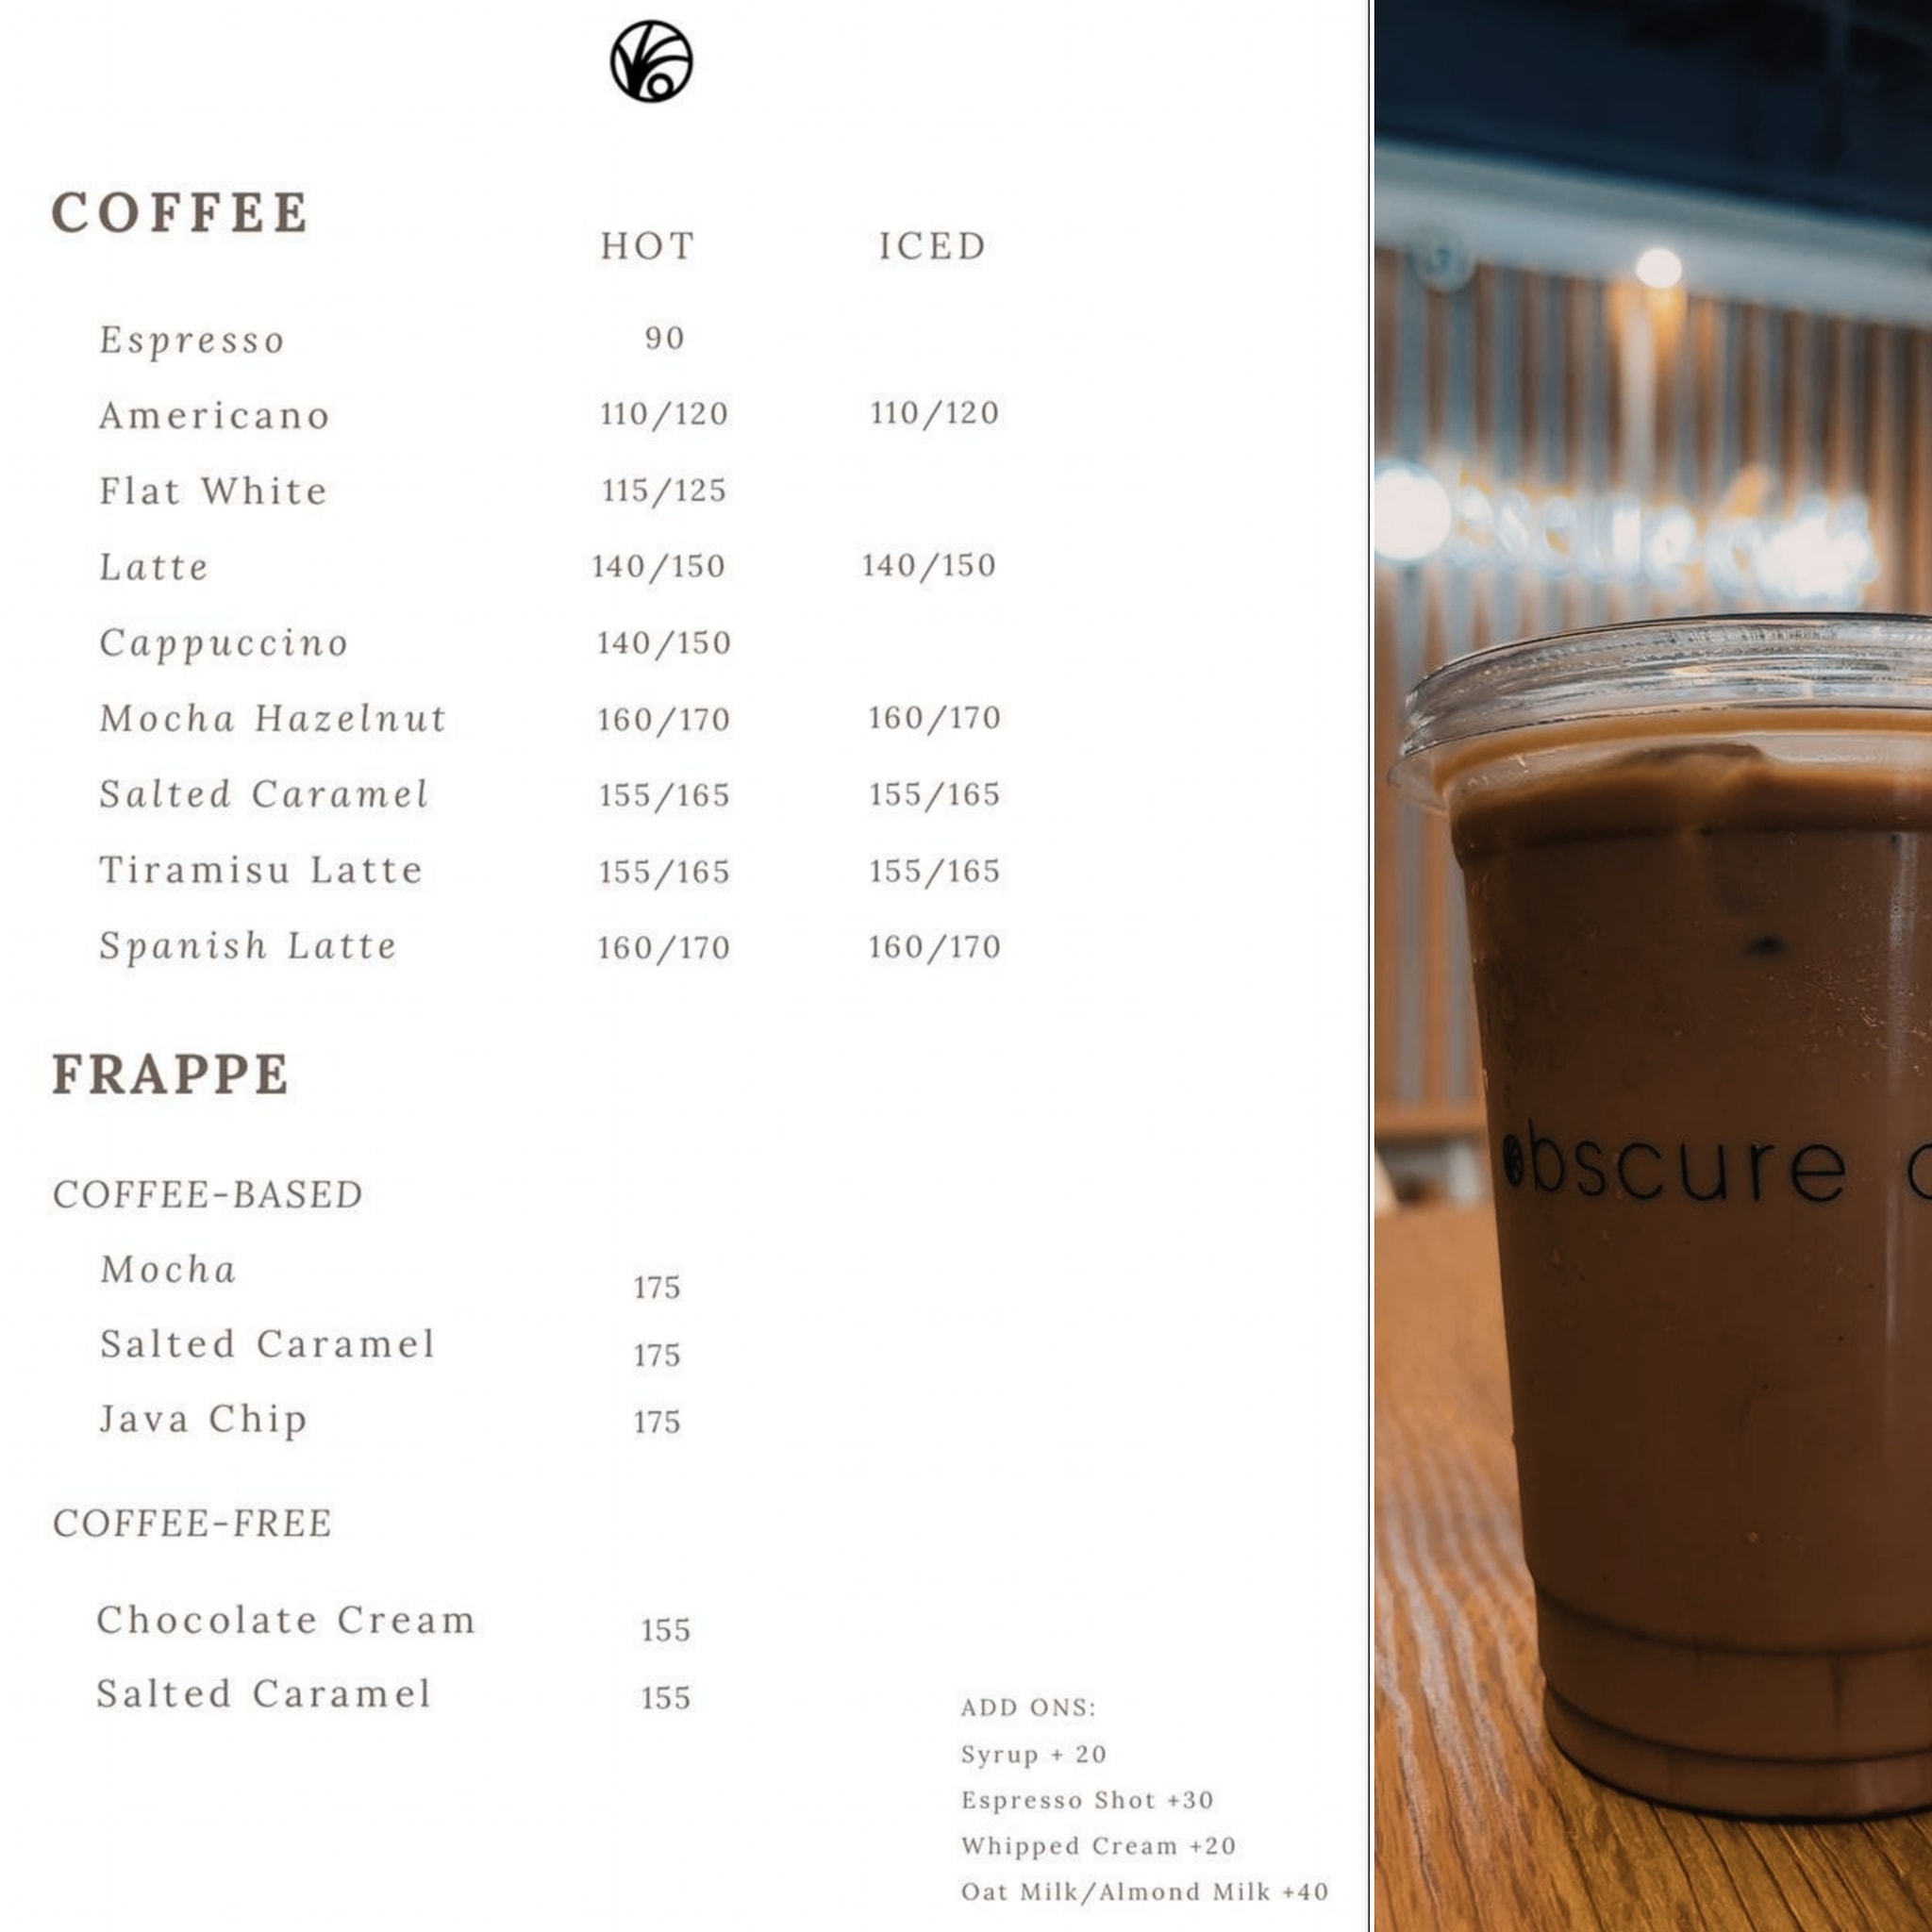 COFFEE
HOT ICED
Espresso 90
Americano 110/120 110/120
Flat White 115/125
Latte 140/150 140/150
Cappuccino 140/150
Mocha Hazelnut 160/170 160/170
Salted Caramel 155/165 155/165
Tiramisu Latte 155/165 155/165
Spanish Latte 160/170 160/170
FRAPPE
COFFEE-BASED
Mocha 175
Salted Caramel 175
Java Chip 175
COFFEE-FREE
Chocolate Cream 155
Salted Caramel 155
ADD ONS:
Syrup + 20
Espresso Shot +30
Whipped Cream +20
Oat Milk/Almond Milk +40
obscure